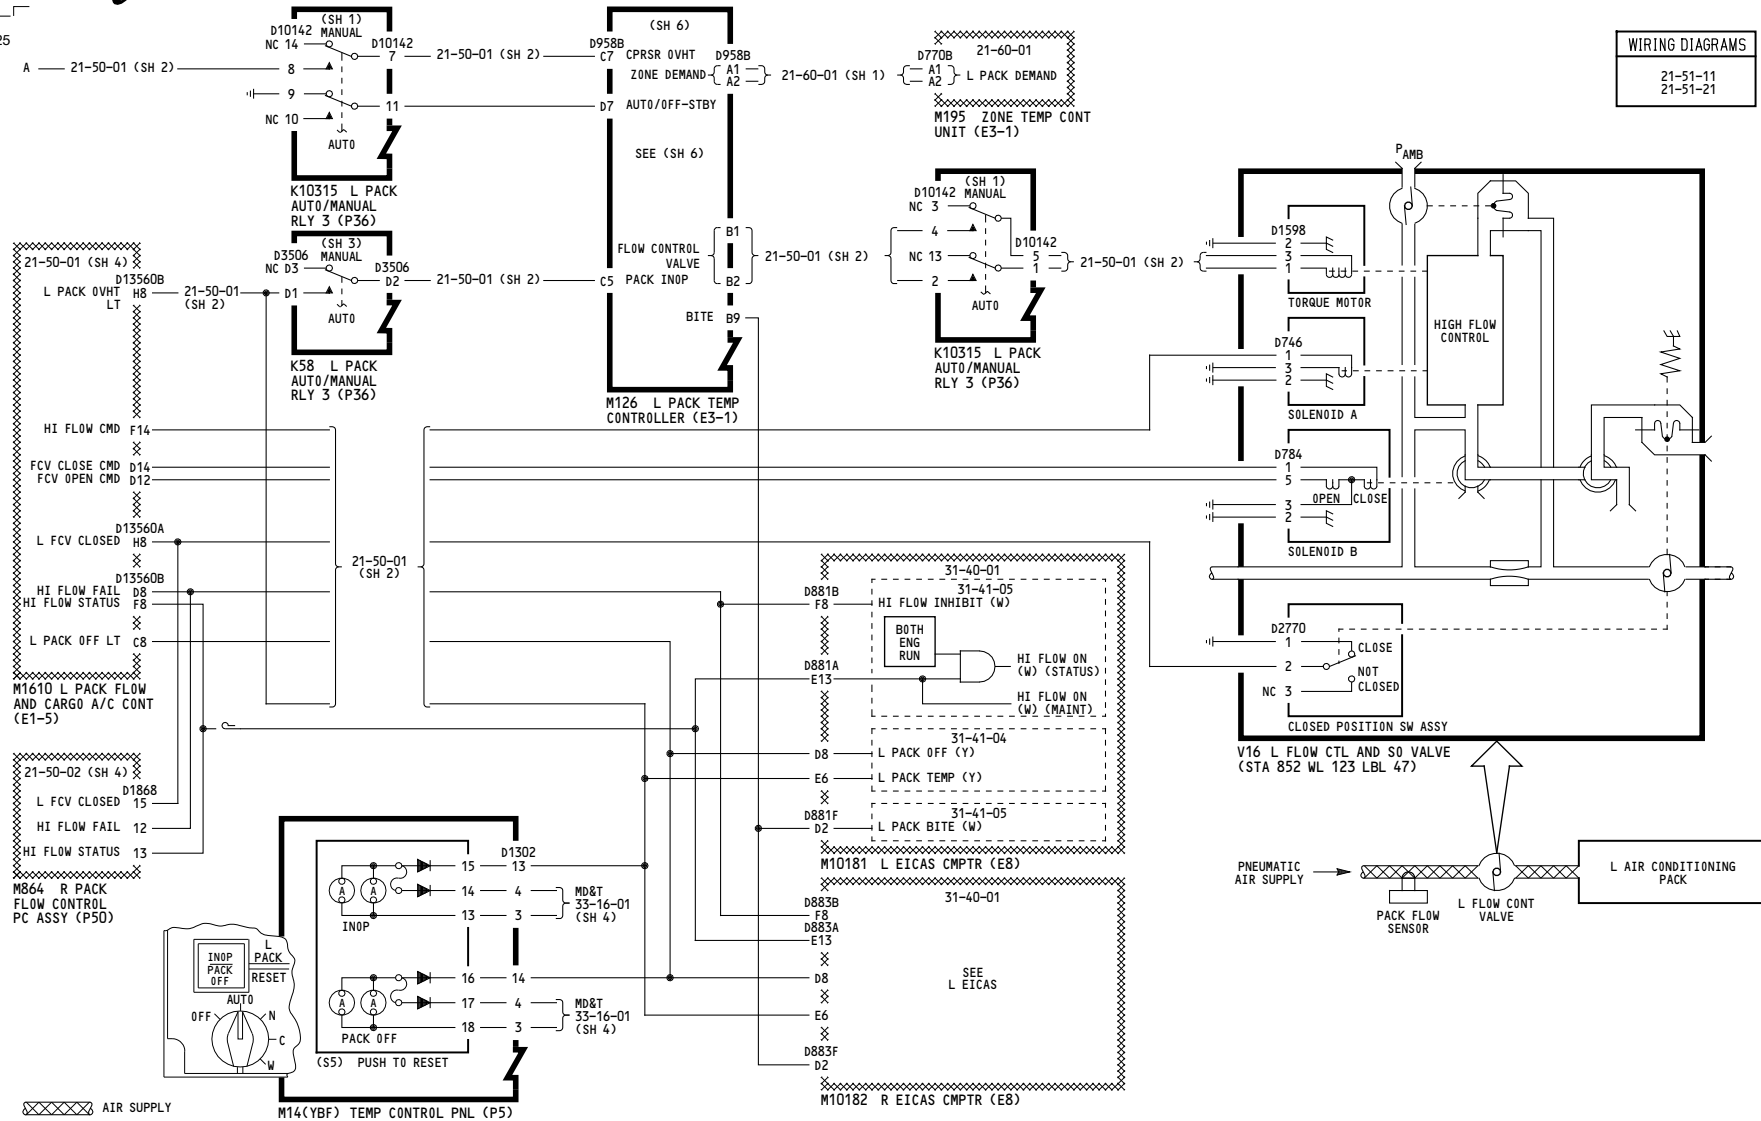 25
A
21-50-01 (SH 2)
(SH 1)
MANUAL
D10142
NC 14
8
9
NC 10
D10142
7
11
AUTO
K10315 L PACK
AUTO/MANUAL
RLY 3 (P36)
21-50-01 (SH 2)
(SH 6)
D958B
C7 CPRSR OVHT
ZONE DEMAND
D958B
A1
A2
D7 AUTO/OFF-STBY
SEE (SH 6)
FLOW CONTROL
VALVE
B1
B2
C5 PACK INOP
BITE B9
M126 L PACK TEMP
CONTROLLER (E3-1)
21-60-01 (SH 1)
21-60-01
D770B
A1
A2
L PACK DEMAND
M195 ZONE TEMP CONT
UNIT (E3-1)
WIRING DIAGRAMS
21-51-11
21-51-21
(SH 3)
MANUAL
D3506
NC D3
D1
D3506
D2
AUTO
K58 L PACK
AUTO/MANUAL
RLY 3 (P36)
21-50-01 (SH 2)
21-50-01 (SH 2)
(SH 1)
MANUAL
D10142
NC 3
4
NC 13
2
D10142
5
1
AUTO
K10315 L PACK
AUTO/MANUAL
RLY 3 (P36)
21-50-01 (SH 2)
21-50-01 (SH 4)
D13560B
L PACK OVHT
LT
H8
21-50-01
(SH 2)
HI FLOW CMD F14
FCV CLOSE CMD D14
FCV OPEN CMD D12
D13560A
L FCV CLOSED H8
D13560B
HI FLOW FAIL D8
HI FLOW STATUS F8
L PACK OFF LT C8
M1610 L PACK FLOW
AND CARGO A/C CONT
(E1-5)
21-50-01
(SH 2)
21-50-02 (SH 4)
D1868
L FCV CLOSED 15
HI FLOW FAIL 12
HI FLOW STATUS 13
M864 R PACK
FLOW CONTROL
PC ASSY (P50)
PAMB
D1598
2
3
1
TORQUE MOTOR
D746
1
3
2
SOLENOID A
D784
1
5
OPEN CLOSE
3
2
SOLENOID B
HIGH FLOW
CONTROL
D2770
1
2
NC 3
CLOSE
NOT
CLOSED
CLOSED POSITION SW ASSY
V16 L FLOW CTL AND SO VALVE
(STA 852 WL 123 LBL 47)
31-40-01
31-41-05
D881B
F8
HI FLOW INHIBIT (W)
BOTH
ENG
RUN
D881A
E13
HI FLOW ON
(W) (STATUS)
HI FLOW ON
(W) (MAINT)
31-41-04
D8 L PACK OFF (Y)
E6 L PACK TEMP (Y)
31-41-05
D881F
D2 L PACK BITE (W)
M10181 L EICAS CMPTR (E8)
31-40-01
D883B
F8
D883A
E13
D8
SEE
L EICAS
E6
D883F
D2
M10182 R EICAS CMPTR (E8)
D1302
A
A
15
13
14
4
13
3
INOP
MD&T
33-16-01
(SH 4)
A
A
16
14
17
4
18
3
PACK OFF
MD&T
33-16-01
(SH 4)
(S5) PUSH TO RESET
M14(YBF) TEMP CONTROL PNL (P5)
L
PACK
RESET
INOP
PACK
OFF
AUTO
OFF
N
C
W
PNEUMATIC
AIR SUPPLY
PACK FLOW
SENSOR
L FLOW CONT
VALVE
L AIR CONDITIONING
PACK
AIR SUPPLY